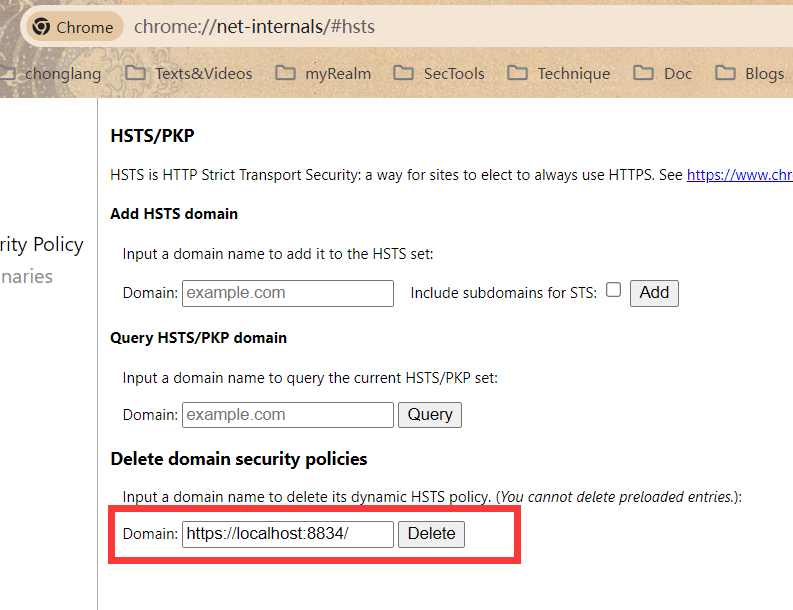 Chrome chrome://net-internals/#hsts
chonglang Texts&Videos myRealm SecTools Technique Doc Blogs
HSTS/PKP
HSTS is HTTP Strict Transport Security: a way for sites to elect to always use HTTPS. See https://www.chr
Add HSTS domain
rity Policy
Input a domain name to add it to the HSTS set:
naries
Domain: example.com Include subdomains for STS: Add
Query HSTS/PKP domain
Input a domain name to query the current HSTS/PKP set:
Domain: example.com Query
Delete domain security policies
Input a domain name to delete its dynamic HSTS policy. (You cannot delete preloaded entries.):
Domain: https://localhost:8834/ Delete